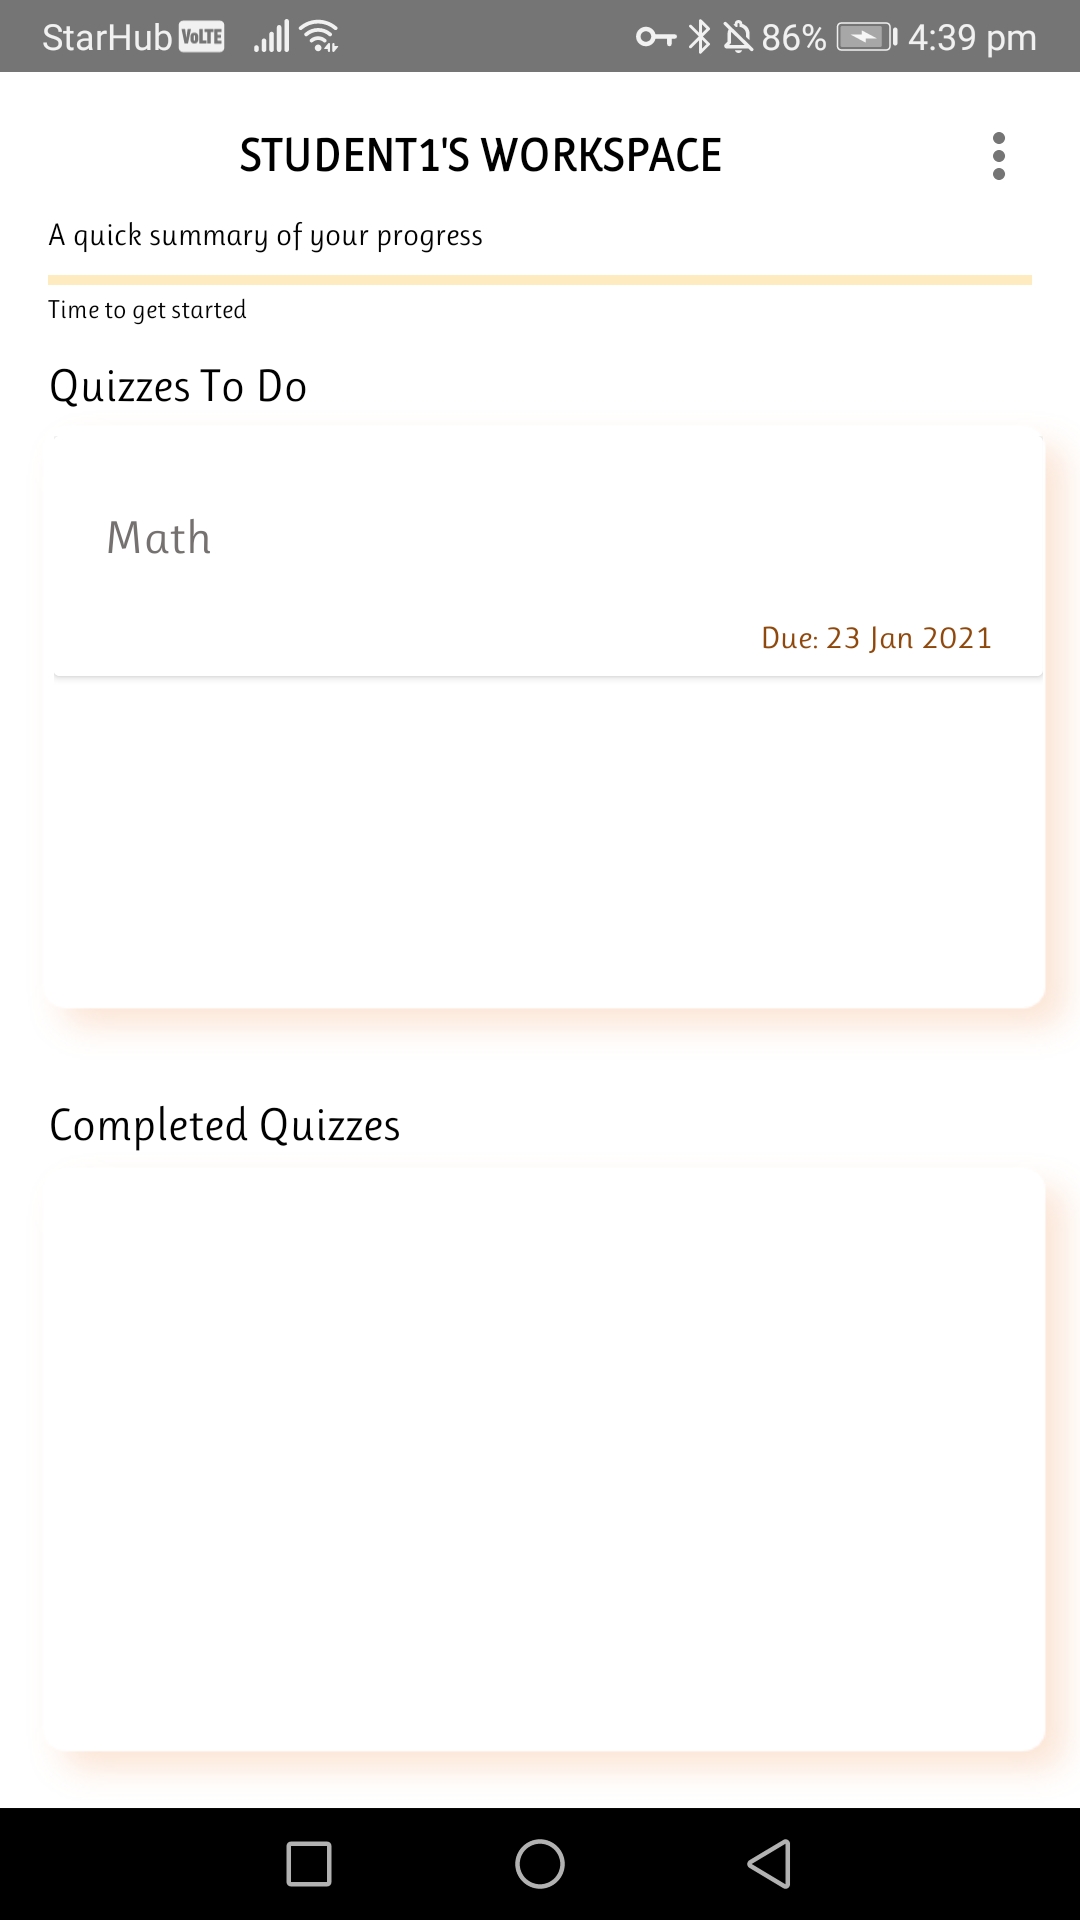 StarHub VoLTE 86% 4:39 pm
STUDENT1'S WORKSPACE
A quick summary of your progress
Time to get started
Quizzes To Do
Math
Due: 23 Jan 2021
Completed Quizzes